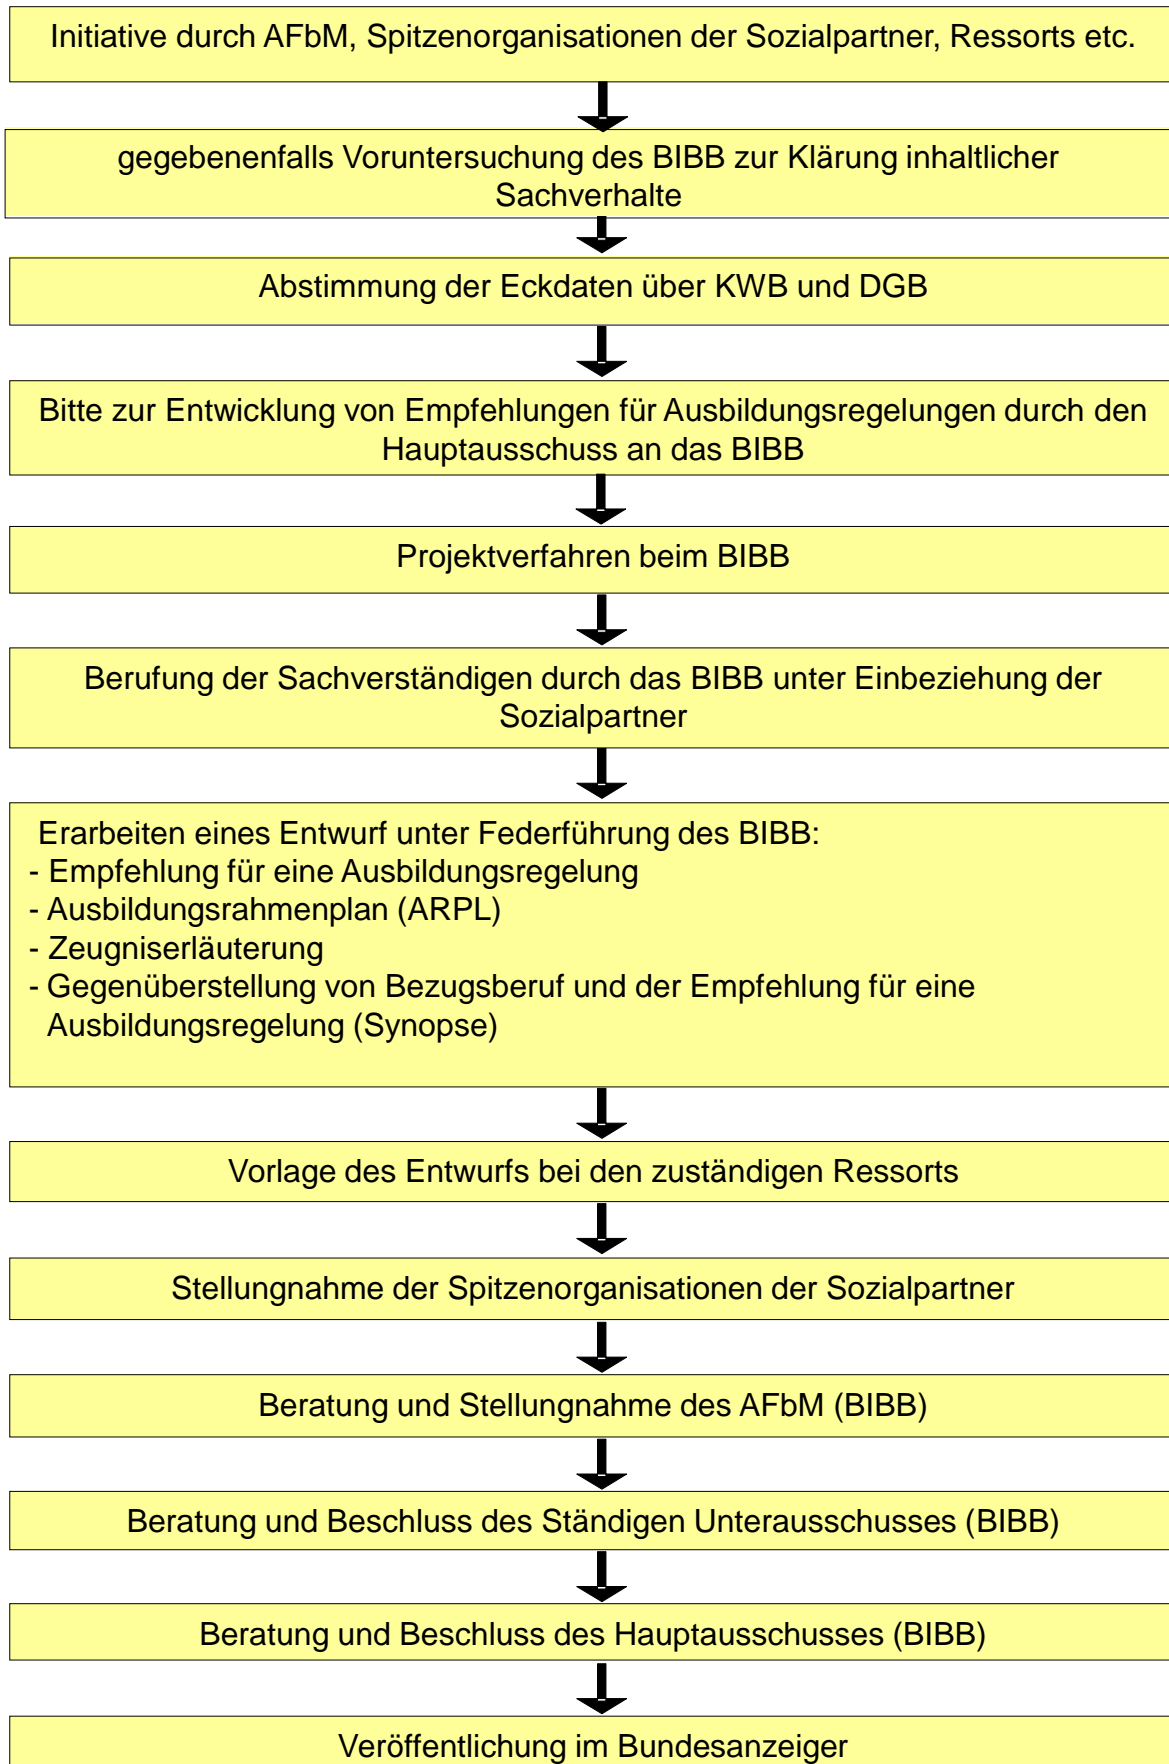 Initiative durch AFbM, Spitzenorganisationen der Sozialpartner, Ressorts etc.
gegebenenfalls Voruntersuchung des BIBB zur Klärung inhaltlicher
Sachverhalte
Abstimmung der Eckdaten über KWB und DGB
Bitte zur Entwicklung von Empfehlungen für Ausbildungsregelungen durch den
Hauptausschuss an das BIBB
Projektverfahren beim BIBB
Berufung der Sachverständigen durch das BIBB unter Einbeziehung der
Sozialpartner
Erarbeiten eines Entwurf unter Federführung des BIBB:
- Empfehlung für eine Ausbildungsregelung
- Ausbildungsrahmenplan (ARPL)
- Zeugniserläuterung
- Gegenüberstellung von Bezugsberuf und der Empfehlung für eine
Ausbildungsregelung (Synopse)
Vorlage des Entwurfs bei den zuständigen Ressorts
Stellungnahme der Spitzenorganisationen der Sozialpartner
Beratung und Stellungnahme des AFbM (BIBB)
Beratung und Beschluss des Ständigen Unterausschusses (BIBB)
Beratung und Beschluss des Hauptausschusses (BIBB)
Veröffentlichung im Bundesanzeiger